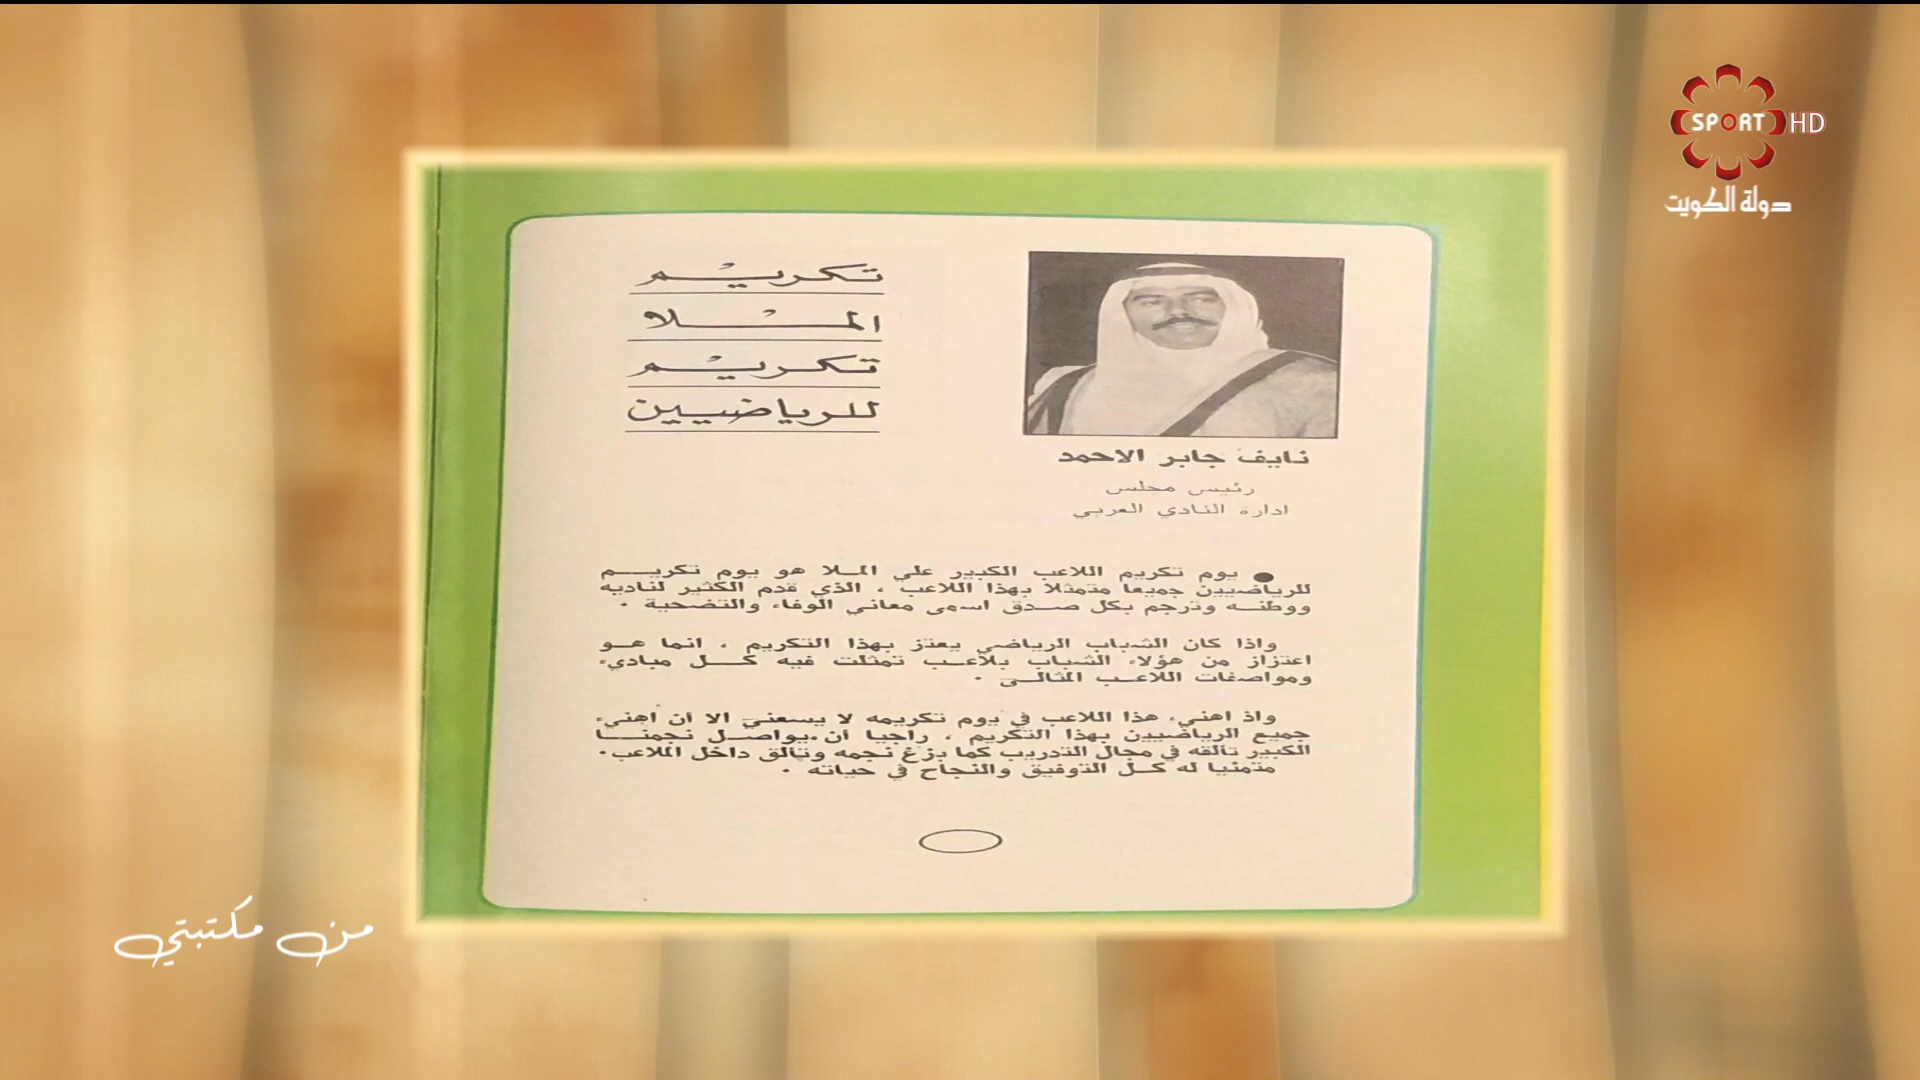 SPORT HD
دولة الكويت
تكريم
الملا
تكريم
للرياضيين
نايف جابر الاحمد
رئيس مجلس
ادارة النادي العربي
● يوم تكريم اللاعب الكبير علي الملا هو يوم تكريم
للرياضيين جميعا متمثلا بهذا اللاعب ، الذي قدم الكثير لناديه
ووطنه وترجم بكل صدق اسمى معاني الوفاء والتضحية .
واذا كان الشباب الرياضي يعتز بهذا التكريم ، انما هو
اعتزاز من هؤلاء الشباب بلاعب تمثلت فيه كل مباديء
ومواصفات اللاعب المثالي .
واذ اهنيء هذا اللاعب في يوم تكريمه لا يسعني الا ان اهنيء
جميع الرياضيين بهذا التكريم ، راجيا ان يواصل نجمنا
الكبير تألقه في مجال التدريب كما بزغ نجمه وتألق داخل الملاعب .
متمنيا له كل التوفيق والنجاح في حياته .
من مكتبتي